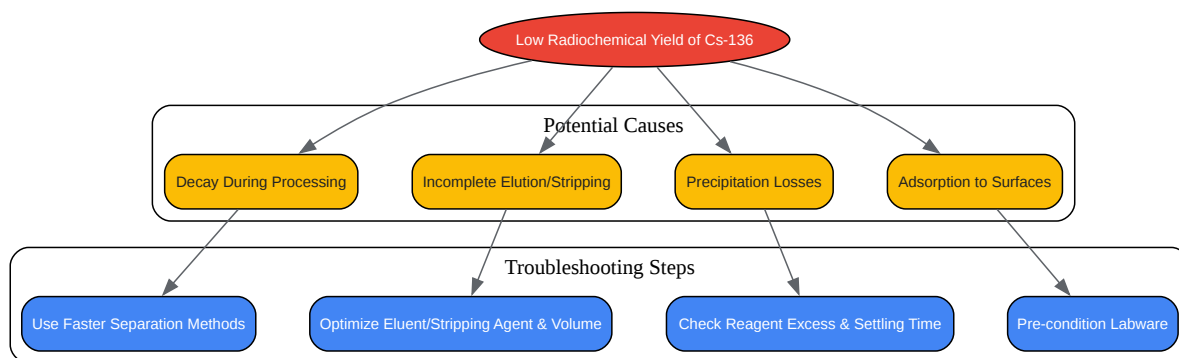 Low Radiochemical Yield of Cs-136
Potential Causes
Decay During Processing
Incomplete Elution/Stripping
Precipitation Losses
Adsorption to Surfaces
Troubleshooting Steps
Use Faster Separation Methods
Optimize Eluent/Stripping Agent & Volume
Check Reagent Excess & Settling Time
Pre-condition Labware